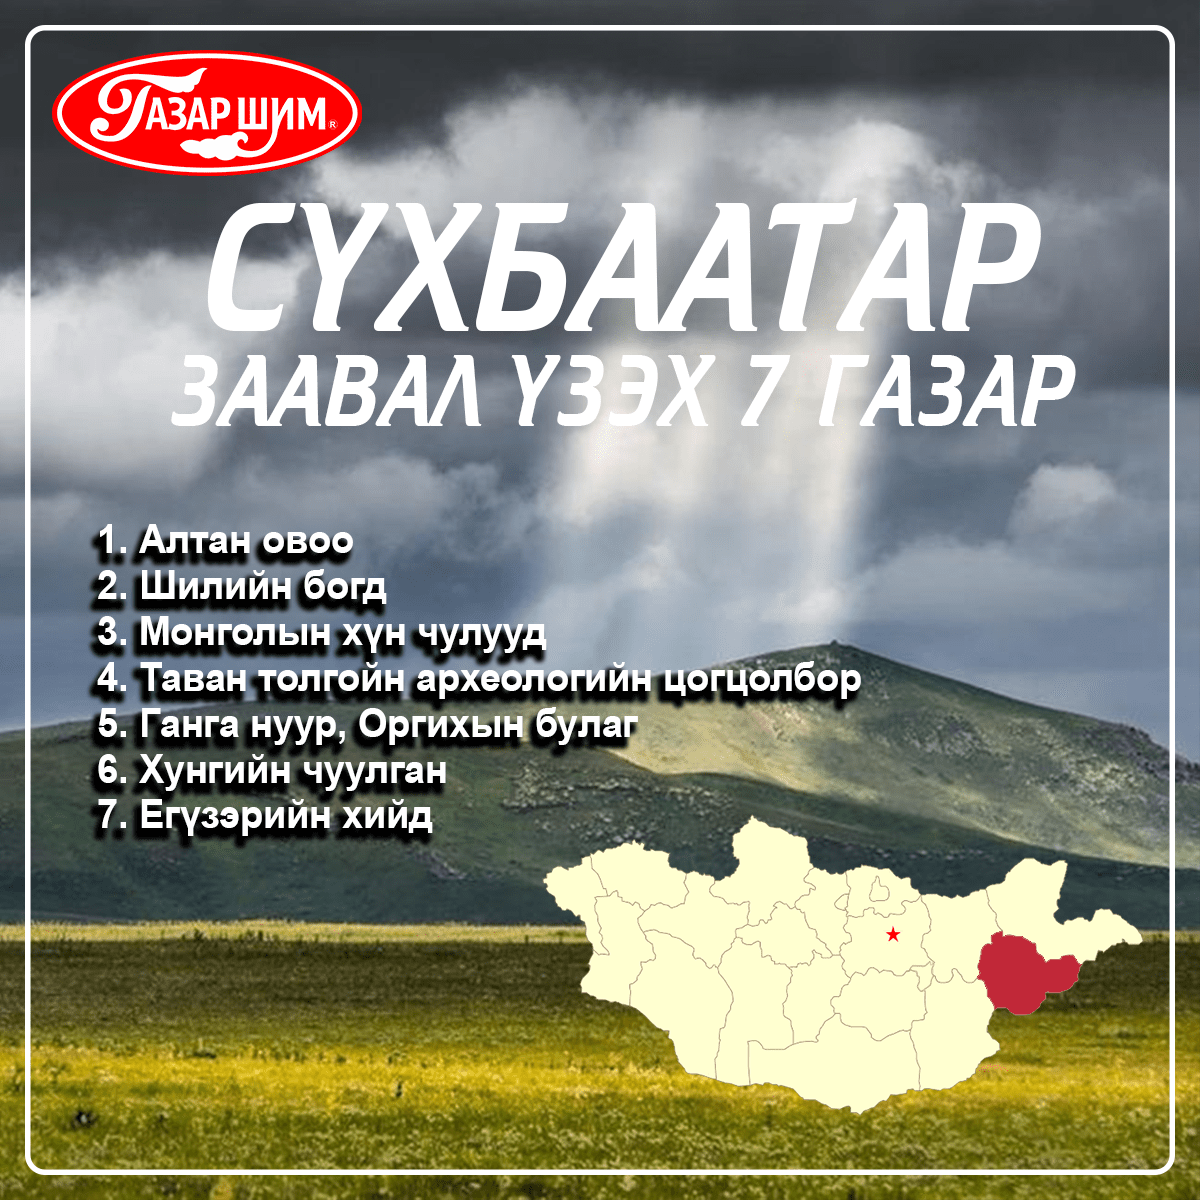 ГАЗАР ШИМ®
СҮХБААТАР
ЗААВАЛ ҮЗЭХ 7 ГАЗАР
1. Алтан овоо
2. Шилийн богд
3. Монголын хүн чулууд
4. Таван толгойн археологийн цогцолбор
5. Ганга нуур, Оргихын булаг
6. Хунгийн чуулган
7. Егүзэрийн хийд